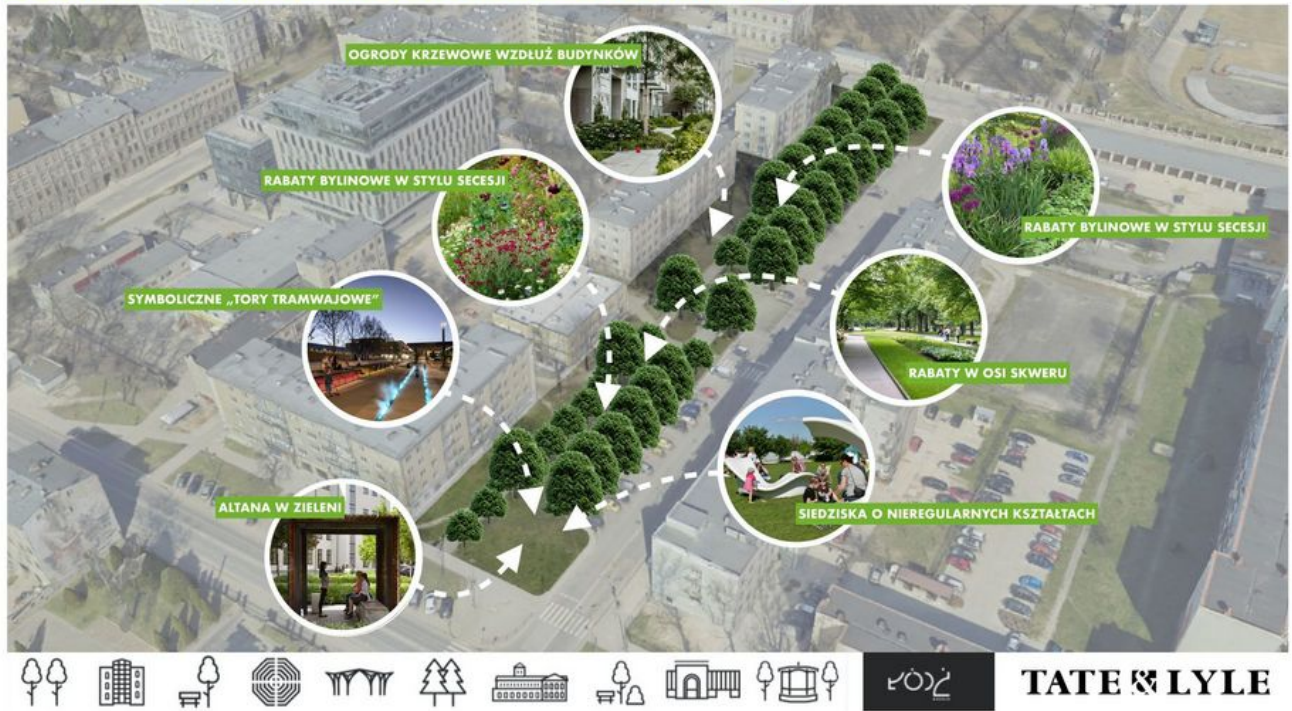 OGRODY KRZEWOWE WZDŁUŻ BUDYNKÓW
RABATY BYLINOWE W STYLU SECESJI
RABATY BYLINOWE W STYLU SECESJI
SYMBOLICZNE „TORY TRAMWAJOWE”
RABATY W OSI SKWERU
ALTANA W ZIELENI
SIEDZISKA O NIEREGULARNYCH KSZTAŁTACH
TATE & LYLE